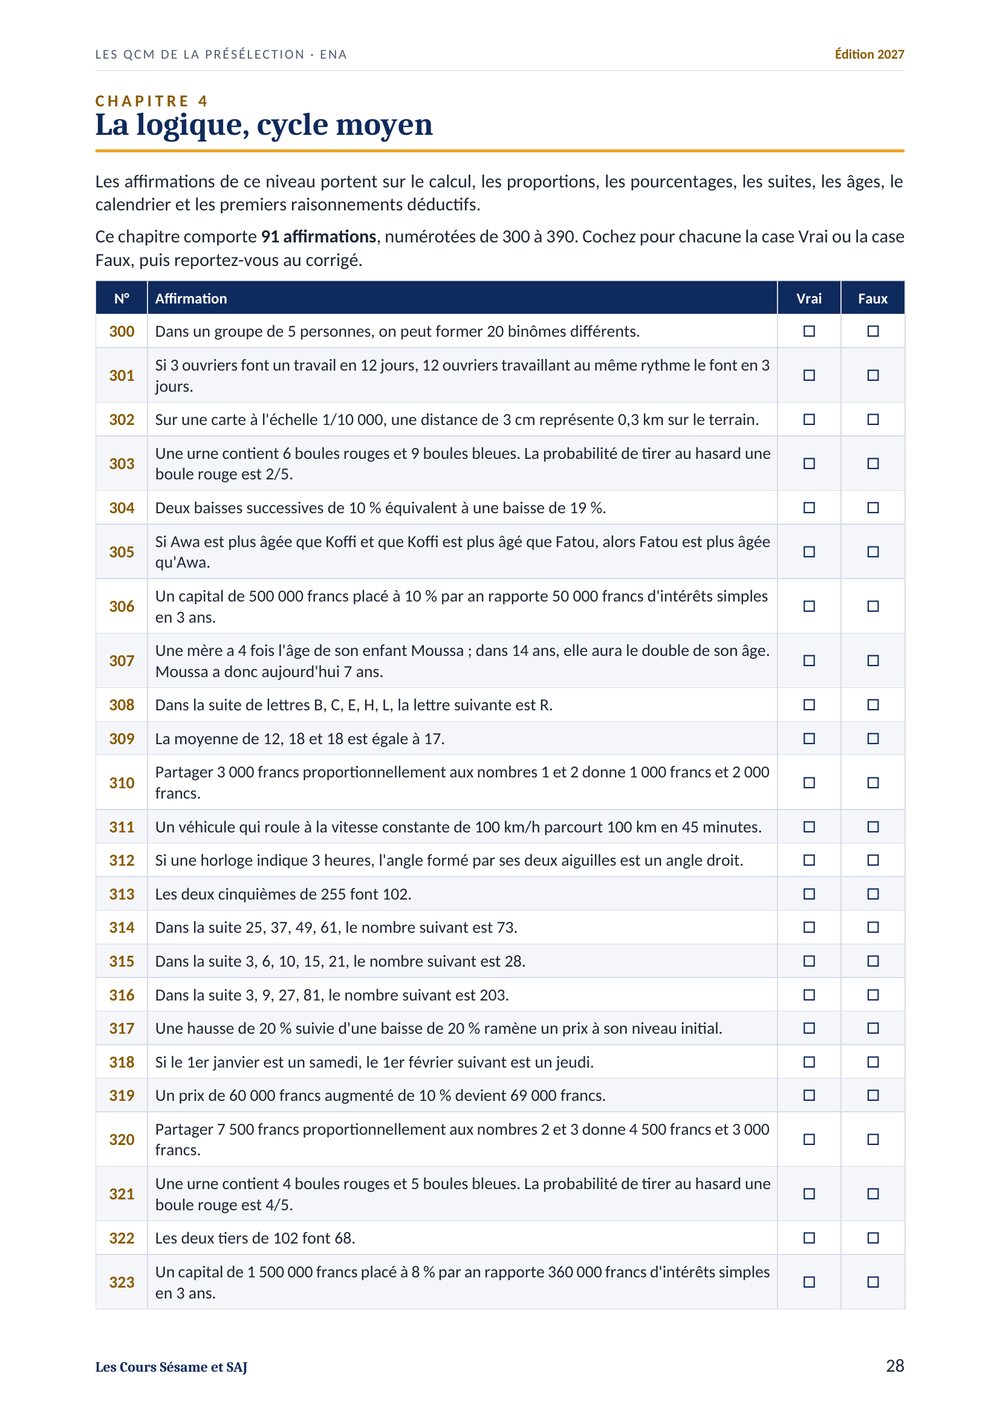 LES QCM DE LA PRÉSÉLECTION · ENA
Édition 2027
CHAPITRE 4
La logique, cycle moyen
Les affirmations de ce niveau portent sur le calcul, les proportions, les pourcentages, les suites, les âges, le
calendrier et les premiers raisonnements déductifs.
Ce chapitre comporte 91 affirmations, numérotées de 300 à 390. Cochez pour chacune la case Vrai ou la case
Faux, puis reportez-vous au corrigé.
N° Affirmation Vrai Faux
300 Dans un groupe de 5 personnes, on peut former 20 binômes différents. ☐ ☐
301 Si 3 ouvriers font un travail en 12 jours, 12 ouvriers travaillant au même rythme le font en 3
jours. ☐ ☐
302 Sur une carte à l'échelle 1/10 000, une distance de 3 cm représente 0,3 km sur le terrain. ☐ ☐
303 Une urne contient 6 boules rouges et 9 boules bleues. La probabilité de tirer au hasard une
boule rouge est 2/5. ☐ ☐
304 Deux baisses successives de 10 % équivalent à une baisse de 19 %. ☐ ☐
305 Si Awa est plus âgée que Koffi et que Koffi est plus âgé que Fatou, alors Fatou est plus âgée
qu'Awa. ☐ ☐
306 Un capital de 500 000 francs placé à 10 % par an rapporte 50 000 francs d'intérêts simples
en 3 ans. ☐ ☐
307 Une mère a 4 fois l'âge de son enfant Moussa ; dans 14 ans, elle aura le double de son âge.
Moussa a donc aujourd'hui 7 ans. ☐ ☐
308 Dans la suite de lettres B, C, E, H, L, la lettre suivante est R. ☐ ☐
309 La moyenne de 12, 18 et 18 est égale à 17. ☐ ☐
310 Partager 3 000 francs proportionnellement aux nombres 1 et 2 donne 1 000 francs et 2 000
francs. ☐ ☐
311 Un véhicule qui roule à la vitesse constante de 100 km/h parcourt 100 km en 45 minutes. ☐ ☐
312 Si une horloge indique 3 heures, l'angle formé par ses deux aiguilles est un angle droit. ☐ ☐
313 Les deux cinquièmes de 255 font 102. ☐ ☐
314 Dans la suite 25, 37, 49, 61, le nombre suivant est 73. ☐ ☐
315 Dans la suite 3, 6, 10, 15, 21, le nombre suivant est 28. ☐ ☐
316 Dans la suite 3, 9, 27, 81, le nombre suivant est 203. ☐ ☐
317 Une hausse de 20 % suivie d'une baisse de 20 % ramène un prix à son niveau initial. ☐ ☐
318 Si le 1er janvier est un samedi, le 1er février suivant est un jeudi. ☐ ☐
319 Un prix de 60 000 francs augmenté de 10 % devient 69 000 francs. ☐ ☐
320 Partager 7 500 francs proportionnellement aux nombres 2 et 3 donne 4 500 francs et 3 000
francs. ☐ ☐
321 Une urne contient 4 boules rouges et 5 boules bleues. La probabilité de tirer au hasard une
boule rouge est 4/5. ☐ ☐
322 Les deux tiers de 102 font 68. ☐ ☐
323 Un capital de 1 500 000 francs placé à 8 % par an rapporte 360 000 francs d'intérêts simples
en 3 ans. ☐ ☐
Les Cours Sésame et SAJ
28